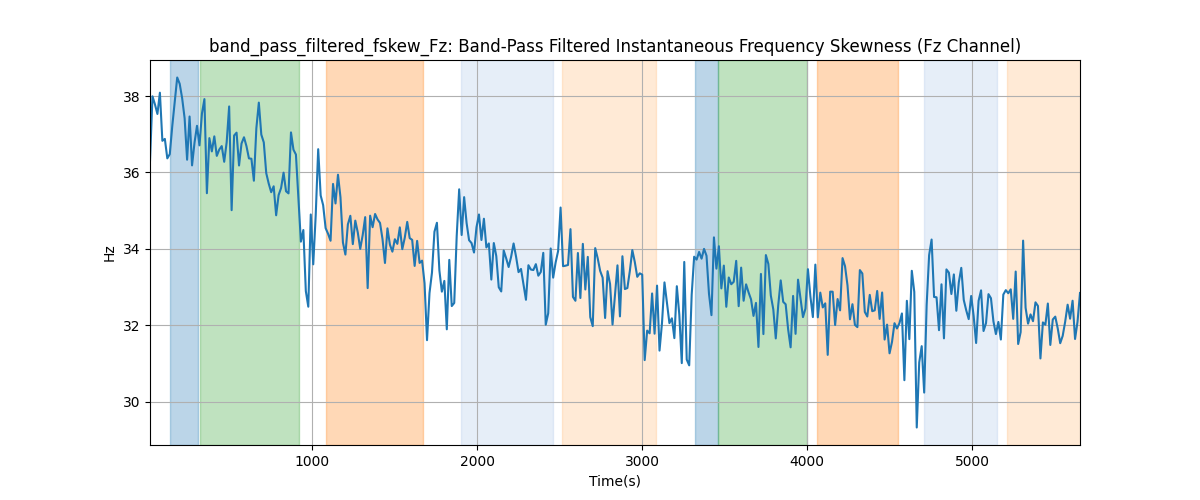 band_pass_filtered_fskew_Fz: Band-Pass Filtered Instantaneous Frequency Skewness (Fz Channel)
38
36
34
32
30
Hz
1000 2000 3000 4000 5000
Time(s)